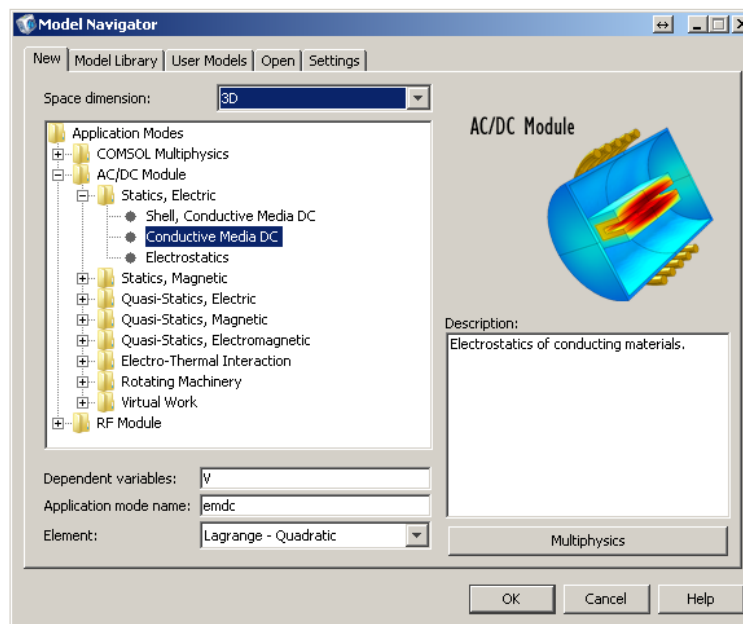 Model Navigator
New Model Library User Models Open Settings
Space dimension: 3D
Application Modes
COMSOL Multiphysics
AC/DC Module
Statics, Electric
Shell, Conductive Media DC
Conductive Media DC
Electrostatics
Statics, Magnetic
Quasi-Statics, Electric
Quasi-Statics, Magnetic
Quasi-Statics, Electromagnetic
Electro-Thermal Interaction
Rotating Machinery
Virtual Work
RF Module
Dependent variables: V
Application mode name: emdc
Element: Lagrange - Quadratic
AC/DC Module
Description:
Electrostatics of conducting materials.
Multiphysics
OK Cancel Help